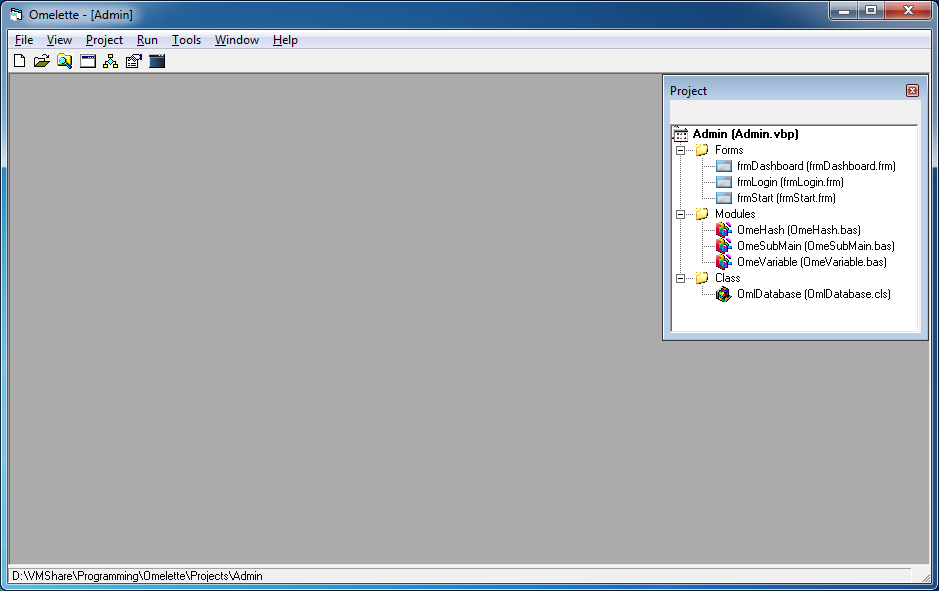 Omelette - [Admin]
File View Project Run Tools Window Help
Project
Admin (Admin.vbp)
Forms
frmDashboard (frmDashboard.frm)
frmLogin (frmLogin.frm)
frmStart (frmStart.frm)
Modules
OmeHash (OmeHash.bas)
OmeSubMain (OmeSubMain.bas)
OmeVariable (OmeVariable.bas)
Class
OmlDatabase (OmlDatabase.cls)
D:\VMShare\Programming\Omelette\Projects\Admin